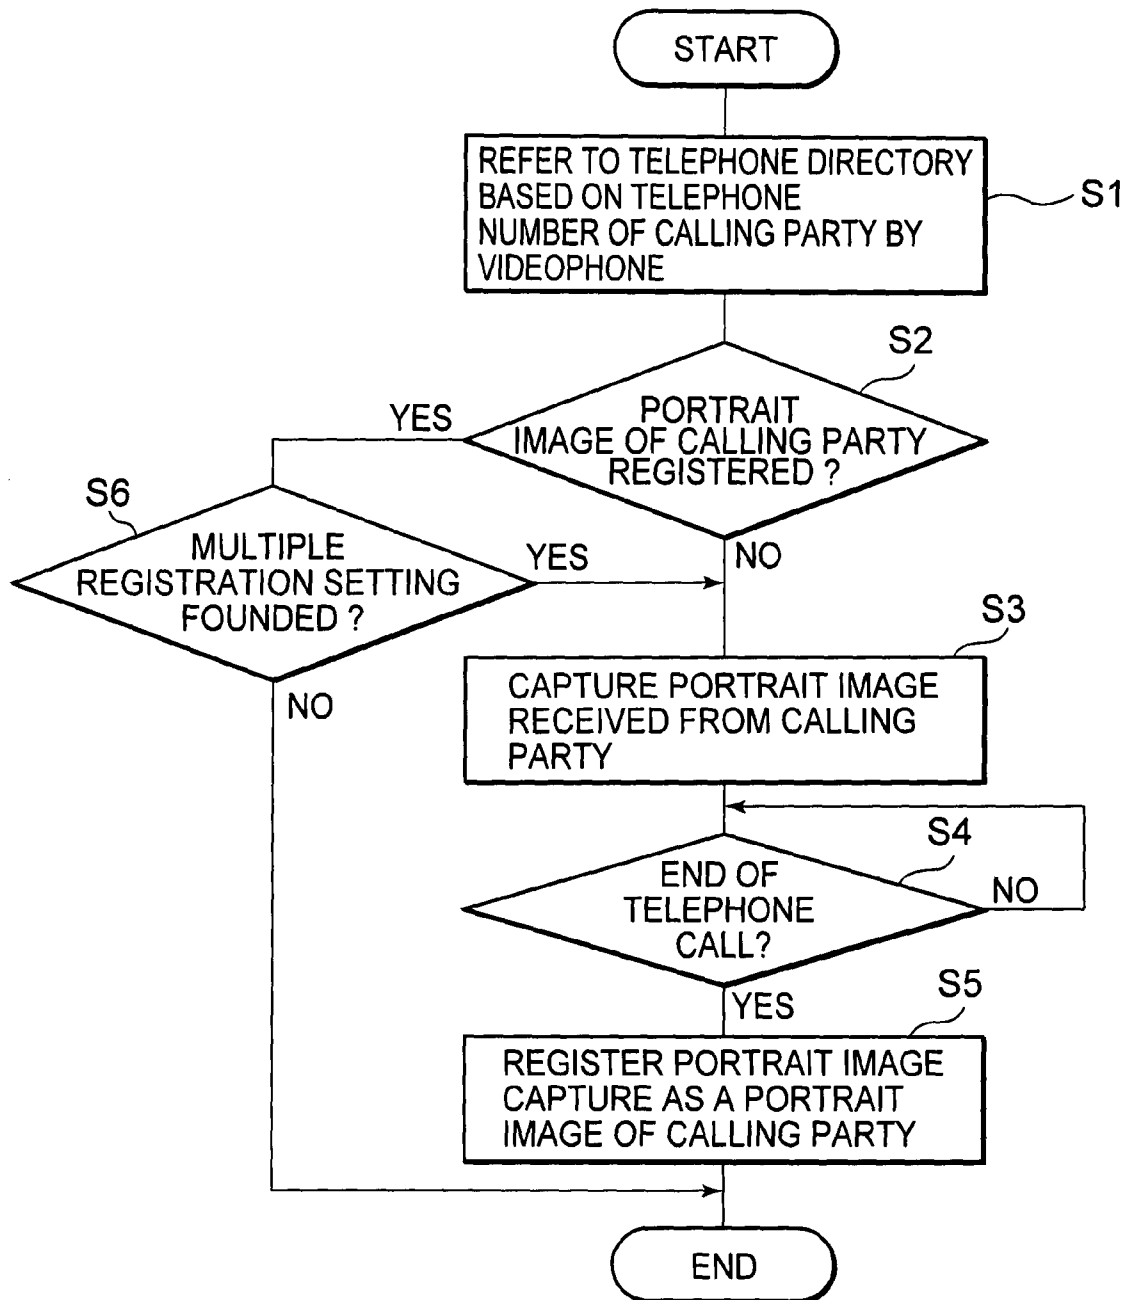 START
REFER TO TELEPHONE DIRECTORY
BASED ON TELEPHONE
NUMBER OF CALLING PARTY BY
VIDEOPHONE
S1
S2
PORTRAIT
IMAGE OF CALLING PARTY
REGISTERED ?
YES
NO
S6
MULTIPLE
REGISTRATION SETTING
FOUNDED ?
YES
NO
S3
CAPTURE PORTRAIT IMAGE
RECEIVED FROM CALLING
PARTY
S4
END OF
TELEPHONE
CALL?
NO
YES
S5
REGISTER PORTRAIT IMAGE
CAPTURE AS A PORTRAIT
IMAGE OF CALLING PARTY
END